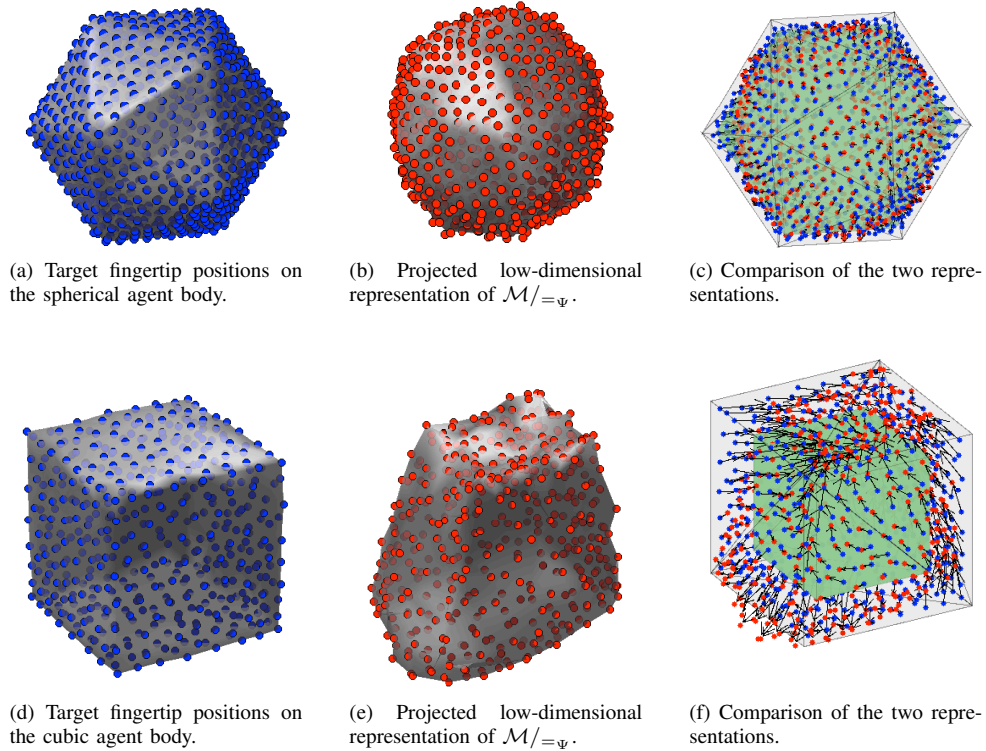 (a) Target fingertip positions on
the spherical agent body.
(b) Projected low-dimensional
representation of ℳ/=Ψ.
(c) Comparison of the two repre-
sentations.
(d) Target fingertip positions on
the cubic agent body.
(e) Projected low-dimensional
representation of ℳ/=Ψ.
(f) Comparison of the two repre-
sentations.